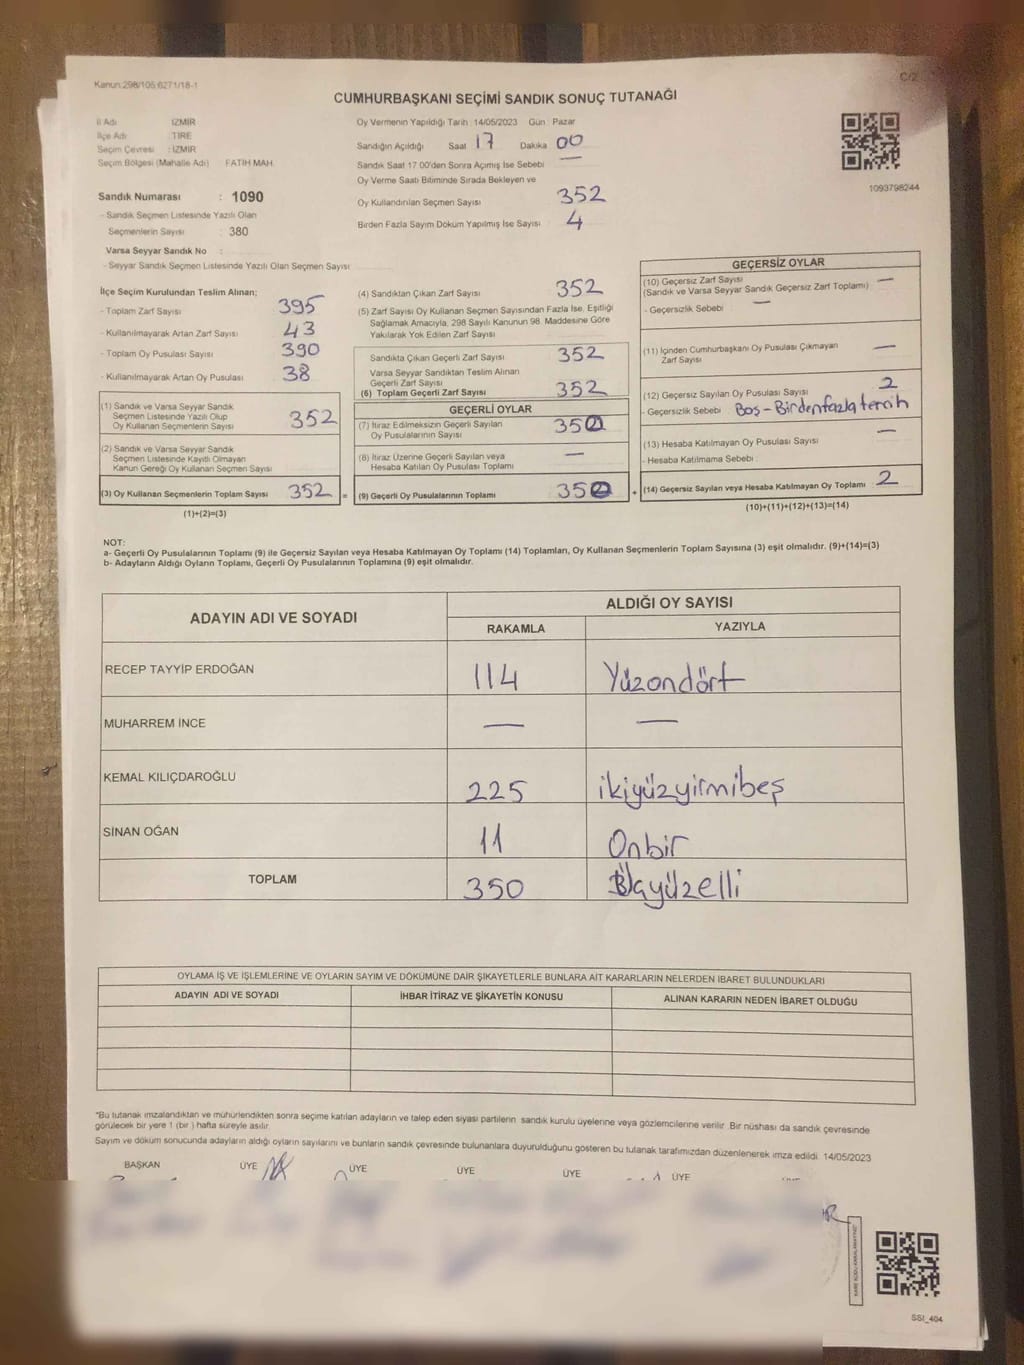 Kanun:298/105,6271/18-1
C/2
CUMHURBAŞKANI SEÇİMİ SANDIK SONUÇ TUTANAĞI
İl Adı : İZMİR
İlçe Adı : TİRE
Seçim Çevresi : İZMİR
Seçim Bölgesi (Mahalle Adı) FATİH MAH.
Sandık Numarası : 1090
- Sandık Seçmen Listesinde Yazılı Olan
Seçmenlerin Sayısı : 380
Varsa Seyyar Sandık No :
- Seyyar Sandık Seçmen Listesinde Yazılı Olan Seçmen Sayısı
Oy Vermenin Yapıldığı Tarih 14/05/2023 Gün Pazar
Sandığın Açıldığı Saat 17 Dakika 00
Sandık Saat 17.00'den Sonra Açımış İse Sebebi —
Oy Verme Saati Bitiminde Sırada Bekleyen ve
Oy Kullandırılan Seçmen Sayısı 352
Birden Fazla Sayım Döküm Yapılmış İse Sayısı 4
1093798244
İlçe Seçim Kurulundan Teslim Alınan;
- Toplam Zarf Sayısı 395
- Kullanılmayarak Artan Zarf Sayısı 43
- Toplam Oy Pusulası Sayısı 390
- Kullanılmayarak Artan Oy Pusulası 38
(1) Sandık ve Varsa Seyyar Sandık
Seçmen Listesinde Yazılı Olup
Oy Kullanan Seçmenlerin Sayısı 352
(2) Sandık ve Varsa Seyyar Sandık
Seçmen Listesinde Kayıtlı Olmayan
Kanun Gereği Oy Kullanan Seçmen Sayısı
(3) Oy Kullanan Seçmenlerin Toplam Sayısı 352 =
(1)+(2)=(3)
(4) Sandıktan Çıkan Zarf Sayısı 352
(5) Zarf Sayısı Oy Kullanan Seçmen Sayısından Fazla İse, Eşitliği
Sağlamak Amacıyla, 298 Sayılı Kanunun 98. Maddesine Göre
Yakılarak Yok Edilen Zarf Sayısı
Sandıkta Çıkan Geçerli Zarf Sayısı 352
Varsa Seyyar Sandıktan Teslim Alınan
Geçerli Zarf Sayısı
(6) Toplam Geçerli Zarf Sayısı 352
GEÇERLİ OYLAR
(7) İtiraz Edilmeksizin Geçerli Sayılan
Oy Pusulalarının Sayısı 350
(8) İtiraz Üzerine Geçerli Sayılan veya
Hesaba Katılan Oy Pusulası Toplamı —
(9) Geçerli Oy Pusulalarının Toplamı 350 +
GEÇERSİZ OYLAR
(10) Geçersiz Zarf Sayısı —
(Sandık ve Varsa Seyyar Sandık Geçersiz Zarf Toplamı)
- Geçersizlik Sebebi —
(11) İçinden Cumhurbaşkanı Oy Pusulası Çıkmayan
Zarf Sayısı —
(12) Geçersiz Sayılan Oy Pusulası Sayısı 2
- Geçersizlik Sebebi Boş-Birdenfazla tercih
(13) Hesaba Katılmayan Oy Pusulası Sayısı —
- Hesaba Katılmama Sebebi :
(14) Geçersiz Sayılan veya Hesaba Katılmayan Oy Toplamı 2
(10)+(11)+(12)+(13)=(14)
NOT:
a- Geçerli Oy Pusulalarının Toplamı (9) ile Geçersiz Sayılan veya Hesaba Katılmayan Oy Toplamı (14) Toplamları, Oy Kullanan Seçmenlerin Toplam Sayısına (3) eşit olmalıdır. (9)+(14)=(3)
b- Adayların Aldığı Oyların Toplamı, Geçerli Oy Pusulalarının Toplamına (9) eşit olmalıdır.
ADAYIN ADI VE SOYADI
ALDIĞI OY SAYISI
RAKAMLA YAZIYLA
RECEP TAYYİP ERDOĞAN 114 Yüzondört
MUHARREM İNCE — —
KEMAL KILIÇDAROĞLU 225 ikiyüzyirmibeş
SİNAN OĞAN 11 Onbir
TOPLAM 350 Üçyüzelli
OYLAMA İŞ VE İŞLEMLERİNE VE OYLARIN SAYIM VE DÖKÜMÜNE DAİR ŞİKAYETLERLE BUNLARA AİT KARARLARIN NELERDEN İBARET BULUNDUKLARI
ADAYIN ADI VE SOYADI İHBAR İTİRAZ VE ŞİKAYETİN KONUSU ALINAN KARARIN NEDEN İBARET OLDUĞU
"Bu tutanak imzalandıktan ve mühürlendikten sonra seçime katılan adayların ve talep eden siyasi partilerin sandık kurulu üyelerine veya gözlemcilerine verilir. Bir nüshası da sandık çevresinde
görülecek bir yere 1 (bir ) hafta süreyle asılır.
Sayım ve döküm sonucunda adayların aldığı oyların sayılarını ve bunların sandık çevresinde bulunanlara duyurulduğunu gösteren bu tutanak tarafımızdan düzenlenerek imza edildi. 14/05/2023
BAŞKAN ÜYE ÜYE ÜYE ÜYE ÜYE
SSI_404